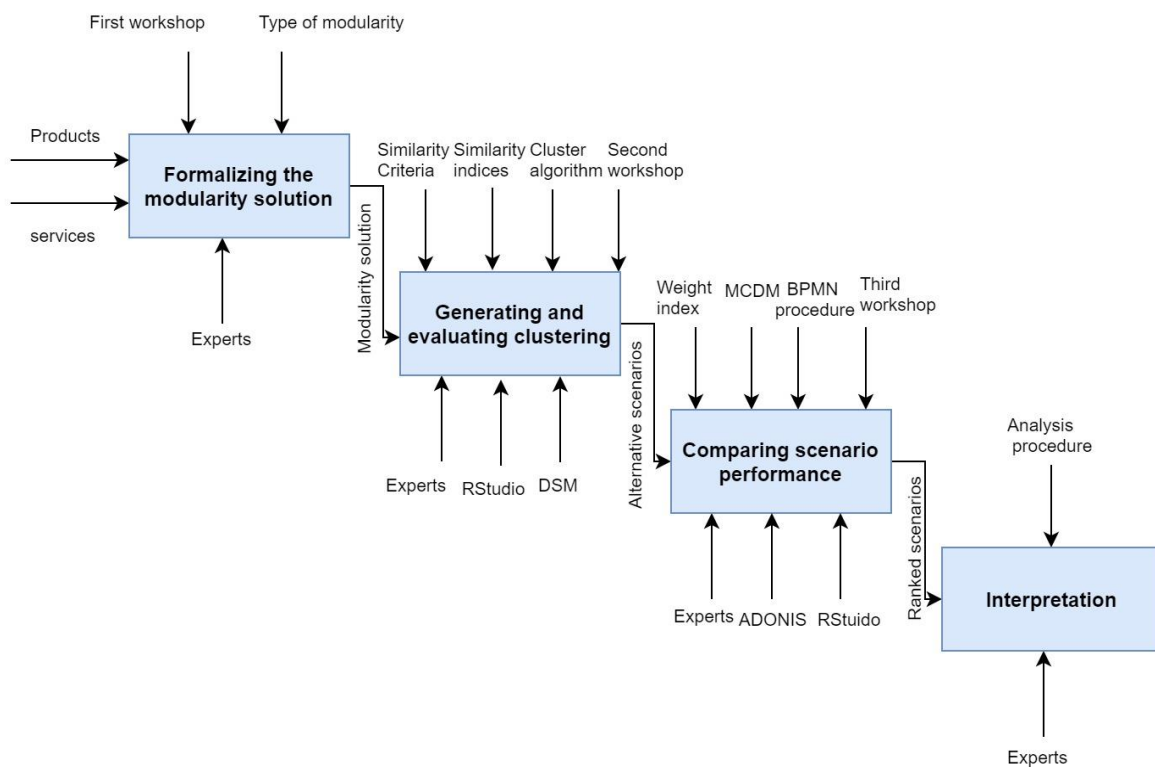 First workshop
Type of modularity
Products
services
Formalizing the
modularity solution
Experts
Modularity solution
Similarity
Criteria
Similarity
indices
Cluster
algorithm
Second
workshop
Generating and
evaluating clustering
Experts
RStudio
DSM
Alternative scenarios
Weight
index
MCDM
BPMN
procedure
Third
workshop
Comparing scenario
performance
Experts
ADONIS
RStuido
Ranked scenarios
Analysis
procedure
Interpretation
Experts